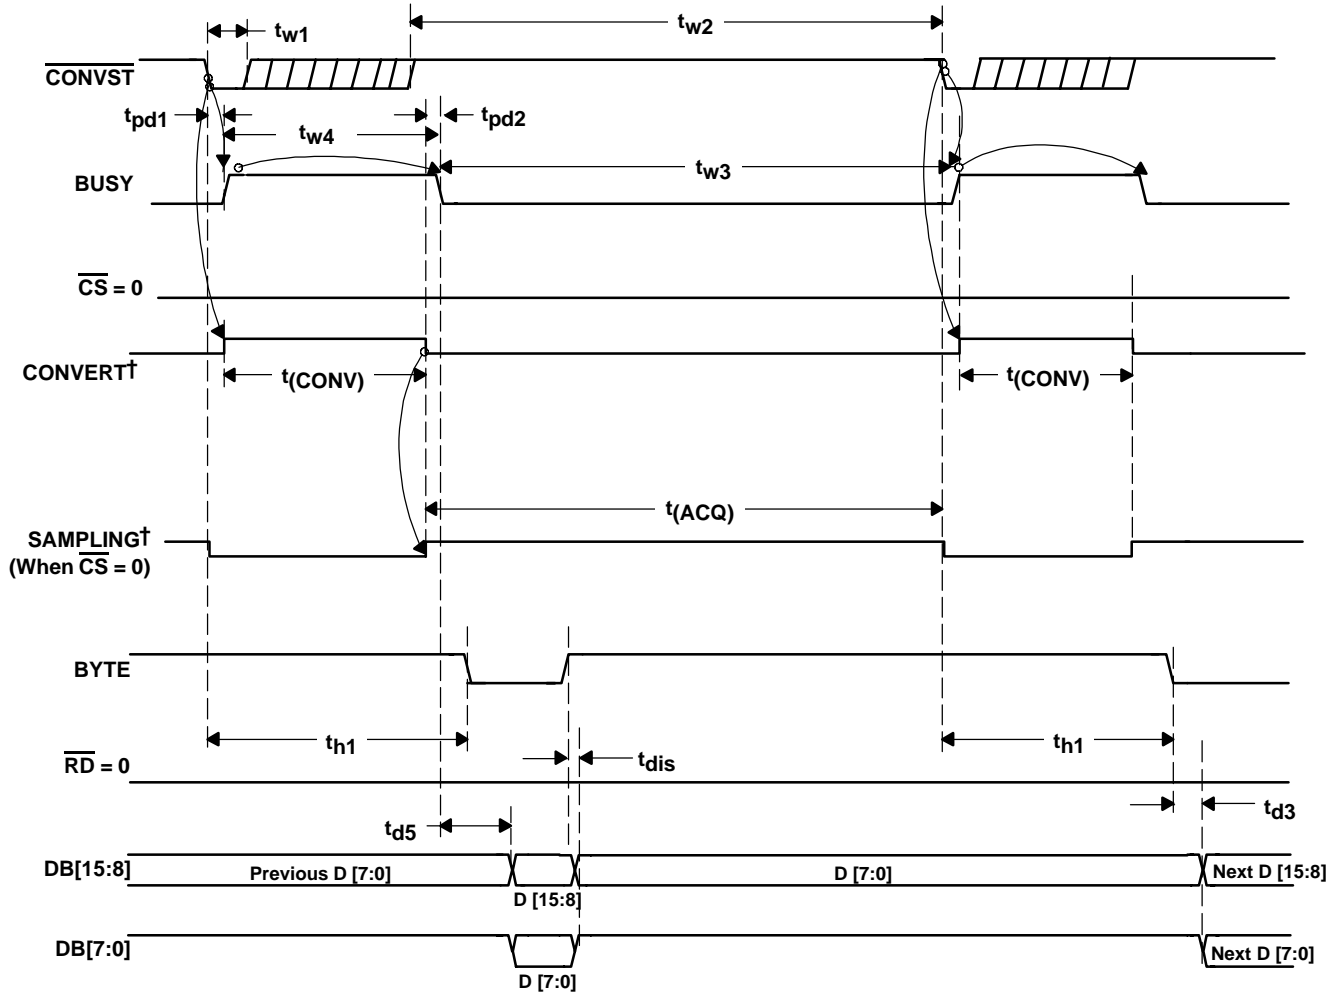 tw1
tw2
CONVST
tpd1
tw4
tpd2
tw3
BUSY
CS = 0
CONVERT†
t(CONV)
t(CONV)
t(ACQ)
SAMPLING†
(When CS = 0)
BYTE
th1
th1
RD = 0
tdis
td3
td5
DB[15:8]
Previous D [7:0]
D [15:8]
D [7:0]
Next D [15:8]
DB[7:0]
D [7:0]
Next D [7:0]